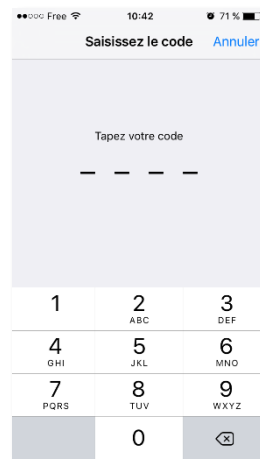 Free 10:42 71 %
Saisissez le code Annuler
Tapez votre code
1 2 3
ABC DEF
4 5 6
GHI JKL MNO
7 8 9
PQRS TUV WXYZ
0